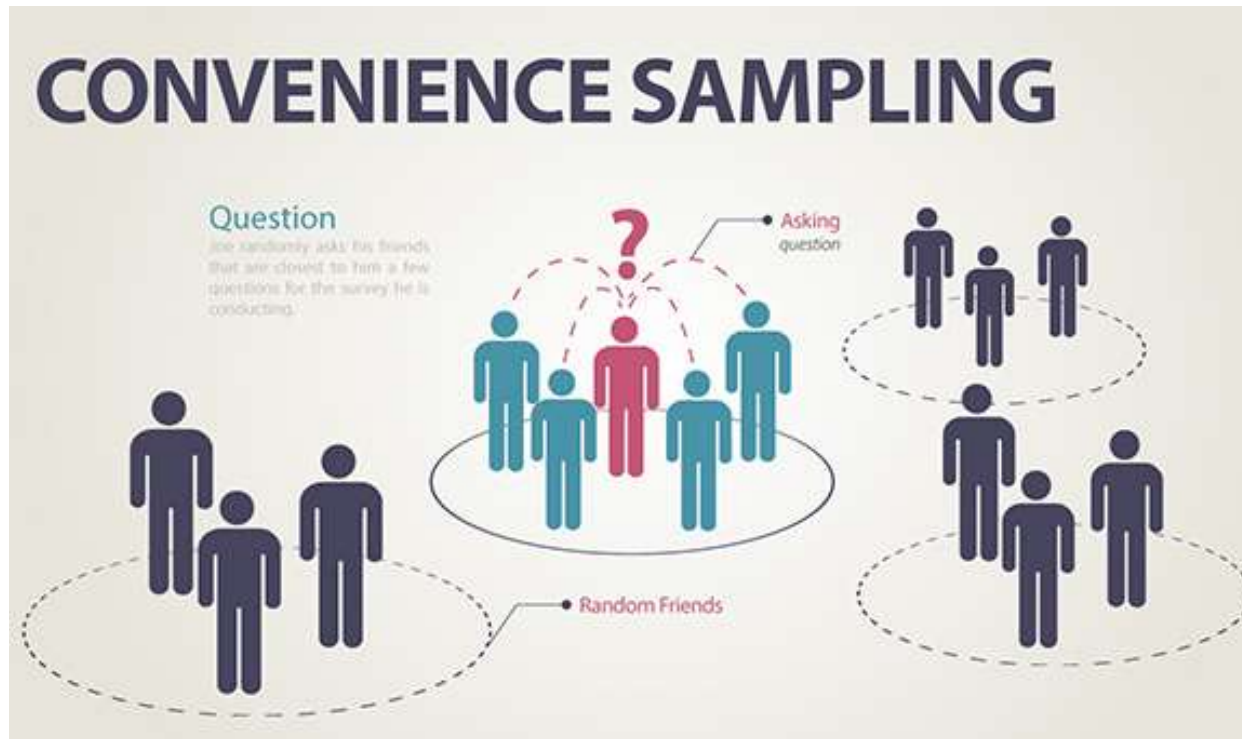 CONVENIENCE SAMPLING
Question
Joe randomly asks his friends
that are closest to him a few
questions for the survey he is
conducting.
?
Asking
question
Random Friends